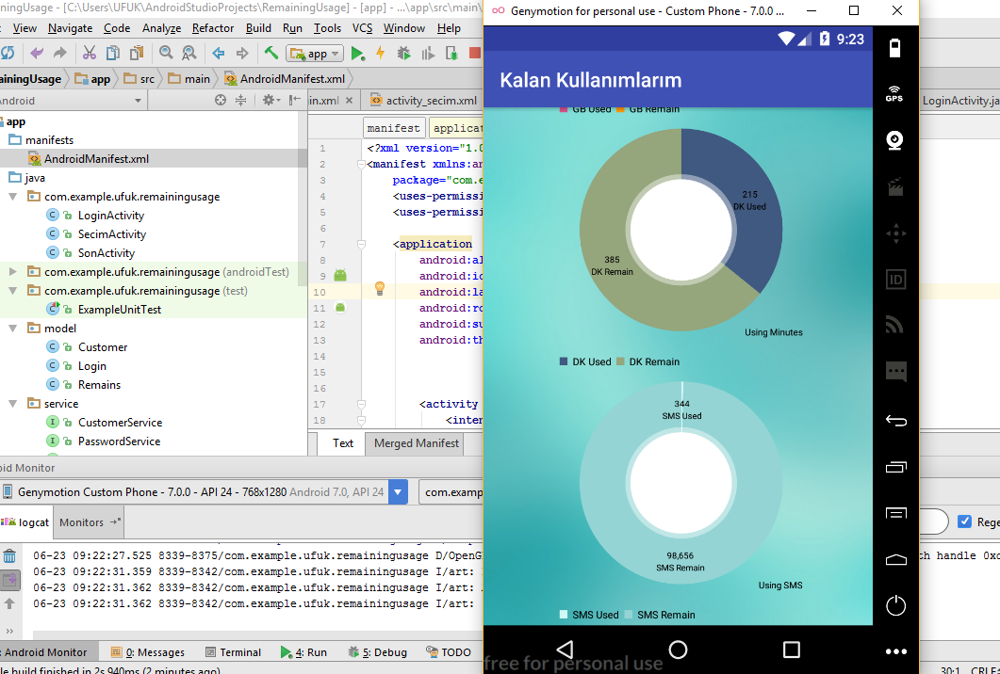 ainingUsage - [C:\Users\UFUK\AndroidStudioProjects\RemainingUsage] - [app] - ...\app\src\main\
View Navigate Code Analyze Refactor Build Run Tools VCS Window Help
app
ainingUsage app src main AndroidManifest.xml
ndroid
in.xml activity_secim.xml
LoginActivity.ja
app
manifests
AndroidManifest.xml
java
com.example.ufuk.remainingusage
LoginActivity
SecimActivity
SonActivity
com.example.ufuk.remainingusage (androidTest)
com.example.ufuk.remainingusage (test)
ExampleUnitTest
model
Customer
Login
Remains
service
CustomerService
PasswordService
manifest applicat
1 <?xml version="1.0
2 <manifest xmlns:an
3 package="com.e
4 <uses-permissi
5 <uses-permissi
6
7 <application
8 android:al
9 android:ic
10 android:la
11 android:ro
12 android:su
13 android:th
14
15
16
17 <activity
18 <inten
Text Merged Manifest
oid Monitor
Genymotion Custom Phone - 7.0.0 - API 24 - 768x1280 Android 7.0, API 24
com.examp
logcat Monitors
Rege
06-23 09:22:27.525 8339-8375/com.example.ufuk.remainingusage D/OpenG
th handle 0xc
06-23 09:22:31.359 8339-8342/com.example.ufuk.remainingusage I/art:
06-23 09:22:31.362 8339-8342/com.example.ufuk.remainingusage I/art:
06-23 09:22:31.362 8339-8342/com.example.ufuk.remainingusage I/art:
: Android Monitor 0: Messages Terminal 4: Run 5: Debug TODO
le build finished in 2s 940ms (2 minutes ago)
30:1 CRLF
Genymotion for personal use - Custom Phone - 7.0.0 ...
9:23
Kalan Kullanımlarım
GB Used GB Remain
215
DK Used
385
DK Remain
Using Minutes
DK Used DK Remain
344
SMS Used
98,656
SMS Remain
Using SMS
SMS Used SMS Remain
free for personal use
GPS
ID